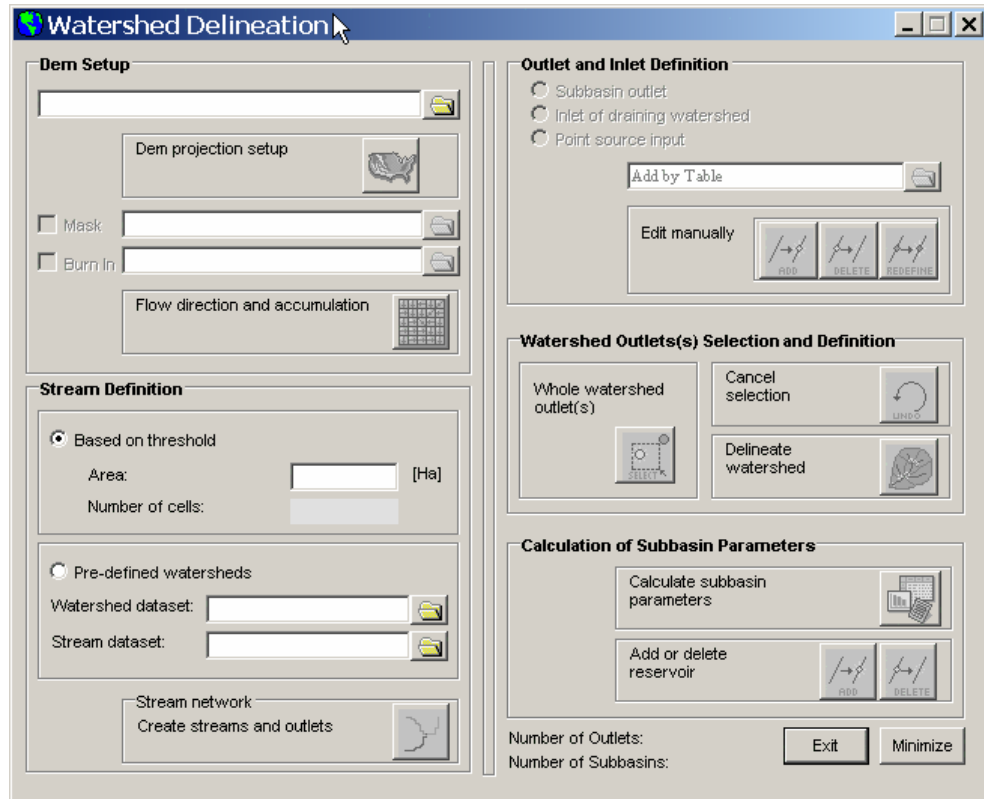 Watershed Delineation
Dem Setup
Dem projection setup
Mask
Burn In
Flow direction and accumulation
Stream Definition
Based on threshold
Area:
[Ha]
Number of cells:
Pre-defined watersheds
Watershed dataset:
Stream dataset:
Stream network
Create streams and outlets
Outlet and Inlet Definition
Subbasin outlet
Inlet of draining watershed
Point source input
Add by Table
Edit manually
ADD
DELETE
REDEFINE
Watershed Outlets(s) Selection and Definition
Whole watershed
outlet(s)
SELECT
Cancel
selection
UNDO
Delineate
watershed
Calculation of Subbasin Parameters
Calculate subbasin
parameters
Add or delete
reservoir
ADD
DELETE
Number of Outlets:
Number of Subbasins:
Exit
Minimize